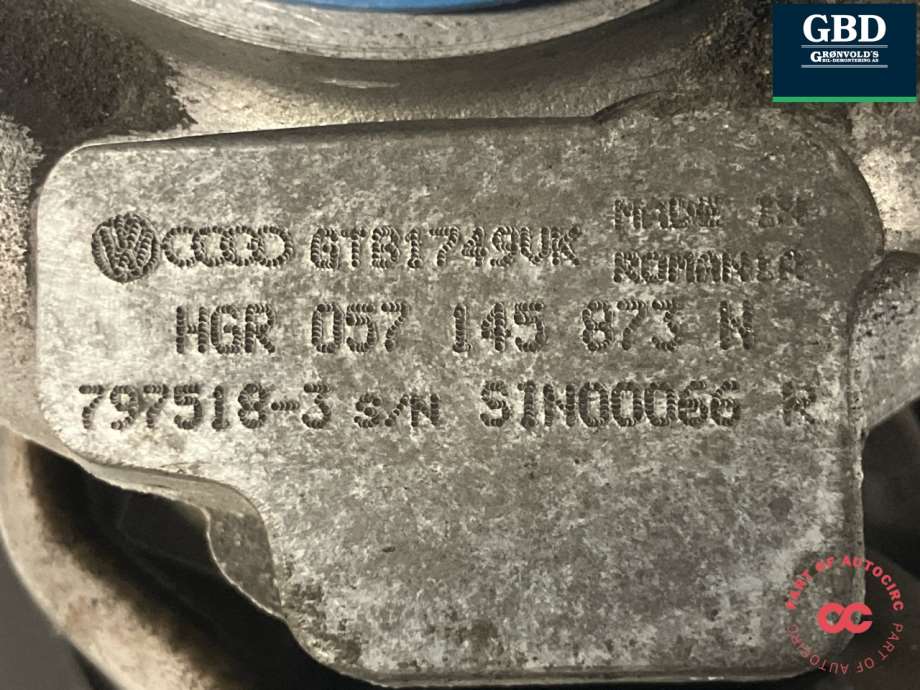 GBD
GRØNVOLD'S
BIL-DEMONTERING AS
GTB1749VK MADE IN
ROMANIA
HGR 057 145 873 N
797518-3 S/N S1H00066 R
PART OF AUTOCIRC PART OF AUTOCIRC